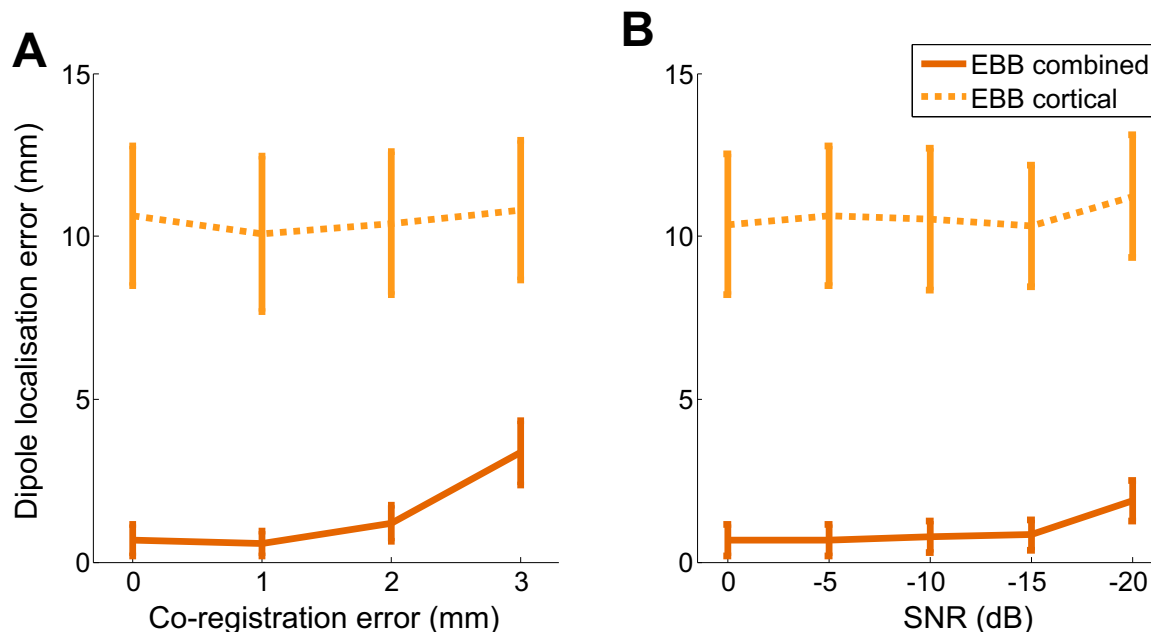 A
B
EBB combined
EBB cortical
Dipole localisation error (mm)
15
10
5
0
0 1 2 3
Co-registration error (mm)
15
10
5
0
0 -5 -10 -15 -20
SNR (dB)